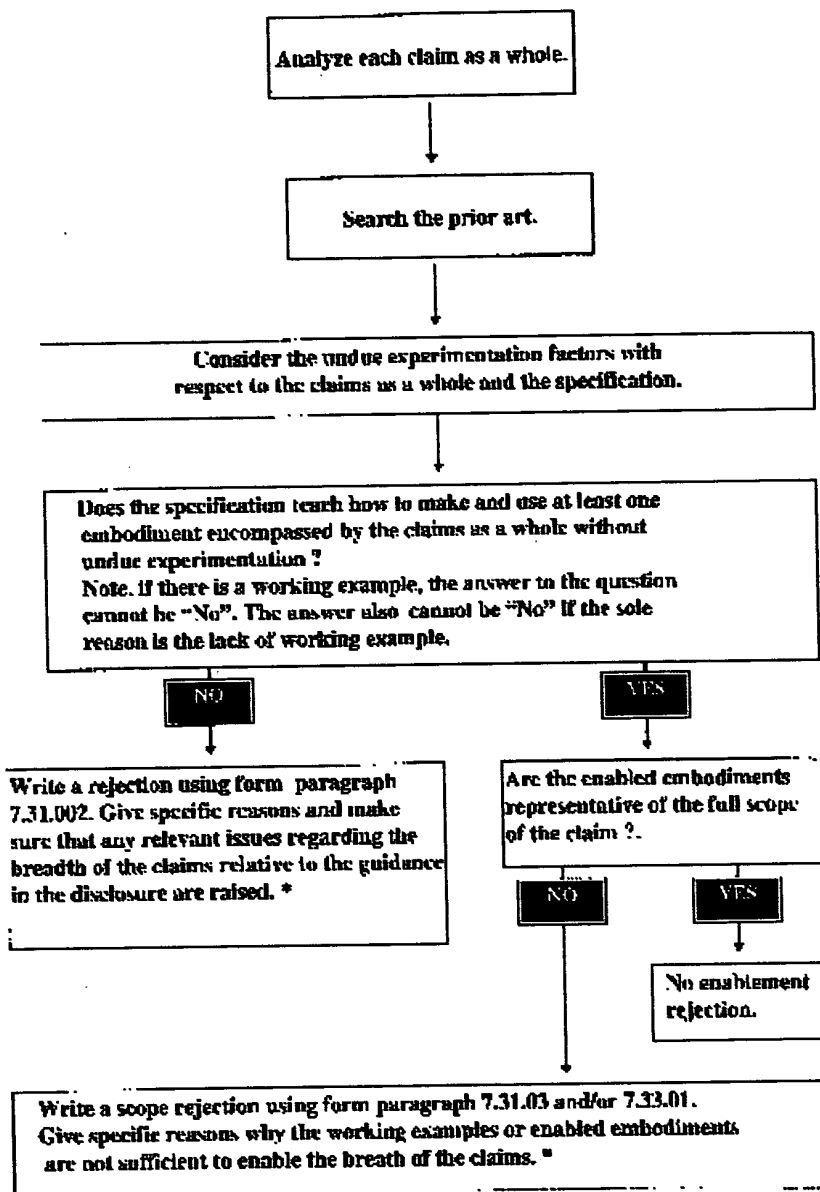 Analyze each claim as a whole.
Search the prior art.
Consider the undue experimentation factors with
respect to the claims as a whole and the specification.
Does the specification teach how to make and use at least one
embodiment encompassed by the claims as a whole without
undue experimentation ?
Note. if there is a working example, the answer to the question
cannot be "No". The answer also cannot be "No" If the sole
reason is the lack of working example.
NO
YES
Write a rejection using form paragraph
7.31.002. Give specific reasons and make
sure that any relevant issues regarding the
breadth of the claims relative to the guidance
in the disclosure are raised. *
Are the enabled embodiments
representative of the full scope
of the claim ?.
NO
YES
No enablement
rejection.
Write a scope rejection using form paragraph 7.31.03 and/or 7.33.01.
Give specific reasons why the working examples or enabled embodiments
are not sufficient to enable the breath of the claims. *